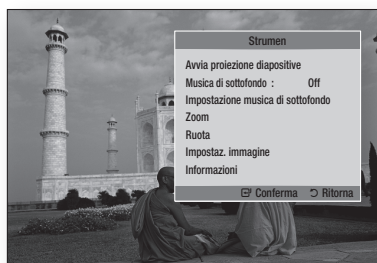 Strumen
Avvia proiezione diapositive
Musica di sottofondo : Off
Impostazione musica di sottofondo
Zoom
Ruota
Impostaz. immagine
Informazioni
Conferma Ritorna